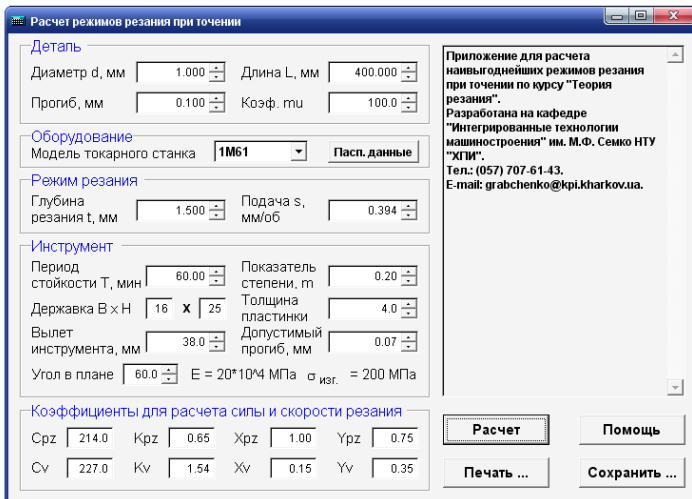 Расчет режимов резания при точении
Деталь
Диаметр d, мм 1.000 Длина L, мм 400.000
Прогиб, мм 0.100 Коэф. mu 100.0
Оборудование
Модель токарного станка 1М61 Пасп.данные
Режим резания
Глубина резания t, мм 1.500 Подача s, мм/об 0.394
Инструмент
Период стойкости T, мин 60.00 Показатель степени, m 0.20
Державка B x H 16 X 25 Толщина пластинки 4.0
Вылет инструмента, мм 38.0 Допустимый прогиб, мм 0.07
Угол в плане 60.0 E = 20*10^4 МПа σ изг. = 200 МПа
Коэффициенты для расчета силы и скорости резания
Cpz 214.0 Kpz 0.65 Xpz 1.00 Ypz 0.75
Cv 227.0 Kv 1.54 Xv 0.15 Yv 0.35
Приложение для расчета
наивыгоднейших режимов резания
при точении по курсу "Теория
резания".
Разработана на кафедре
"Интегрированные технологии
машиностроения" им. М.Ф. Семко НТУ
"ХПИ".
Тел.: (057) 707-61-43.
E-mail: grabchenko@kpi.kharkov.ua.
Расчет Помощь
Печать ... Сохранить ...